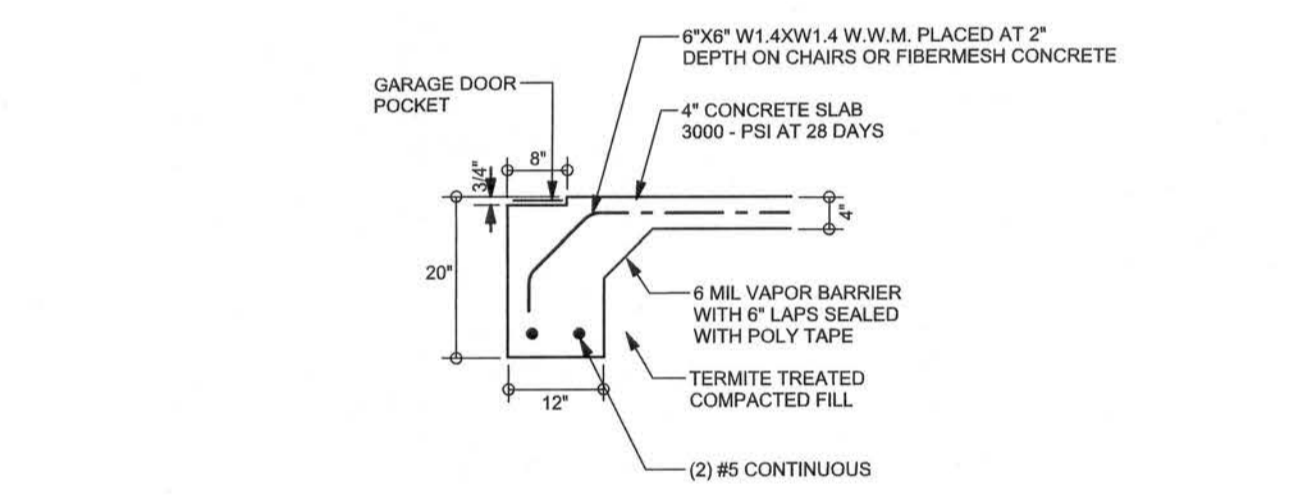 6"X6" W1.4XW1.4 W.W.M. PLACED AT 2"
DEPTH ON CHAIRS OR FIBERMESH CONCRETE
GARAGE DOOR
POCKET
4" CONCRETE SLAB
3000 - PSI AT 28 DAYS
8"
3/4"
4"
20"
6 MIL VAPOR BARRIER
WITH 6" LAPS SEALED
WITH POLY TAPE
TERMITE TREATED
COMPACTED FILL
12"
(2) #5 CONTINUOUS